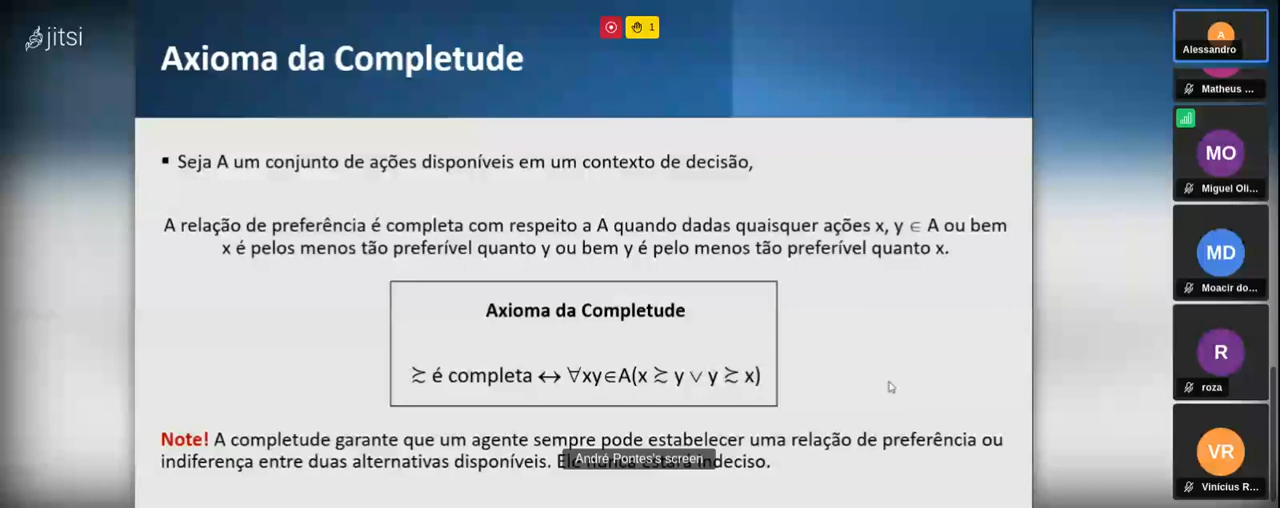 jitsi
1
Axioma da Completude
▪ Seja A um conjunto de ações disponíveis em um contexto de decisão,
A relação de preferência é completa com respeito a A quando dadas quaisquer ações x, y ∈ A ou bem
x é pelos menos tão preferível quanto y ou bem y é pelo menos tão preferível quanto x.
Axioma da Completude
≿ é completa ↔ ∀xy∈A(x ≿ y ∨ y ≿ x)
Note! A completude garante que um agente sempre pode estabelecer uma relação de preferência ou
indiferença entre duas alternativas disponíveis. indeciso.
André Pontes's screen
A
Alessandro
Matheus ...
MO
Miguel Oli...
MD
Moacir do...
R
roza
VR
Vinícius R...